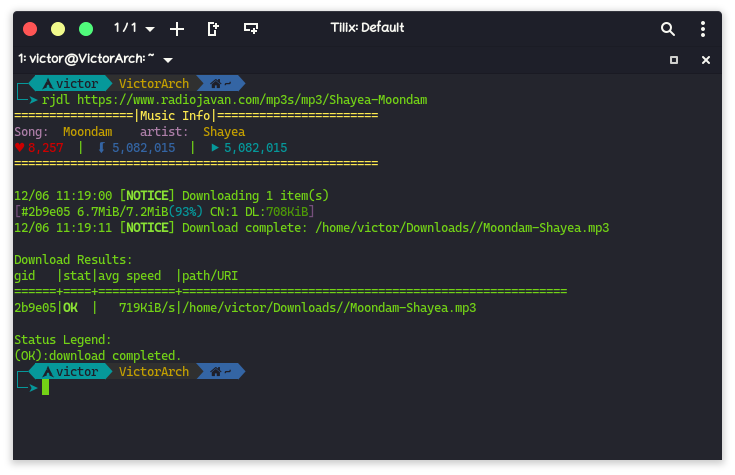 1 / 1
Tilix: Default
1: victor@VictorArch: ~
victor VictorArch ~
rjdl https://www.radiojavan.com/mp3s/mp3/Shayea-Moondam
=================|Music Info|=======================
Song: Moondam artist: Shayea
♥ 8,257 | ⬇ 5,082,015 | ► 5,082,015
====================================================
12/06 11:19:00 [NOTICE] Downloading 1 item(s)
[#2b9e05 6.7MiB/7.2MiB(93%) CN:1 DL:708KiB]
12/06 11:19:11 [NOTICE] Download complete: /home/victor/Downloads//Moondam-Shayea.mp3
Download Results:
gid |stat|avg speed |path/URI
======+====+===========+=======================================================
2b9e05|OK | 719KiB/s|/home/victor/Downloads//Moondam-Shayea.mp3
Status Legend:
(OK):download completed.
victor VictorArch ~